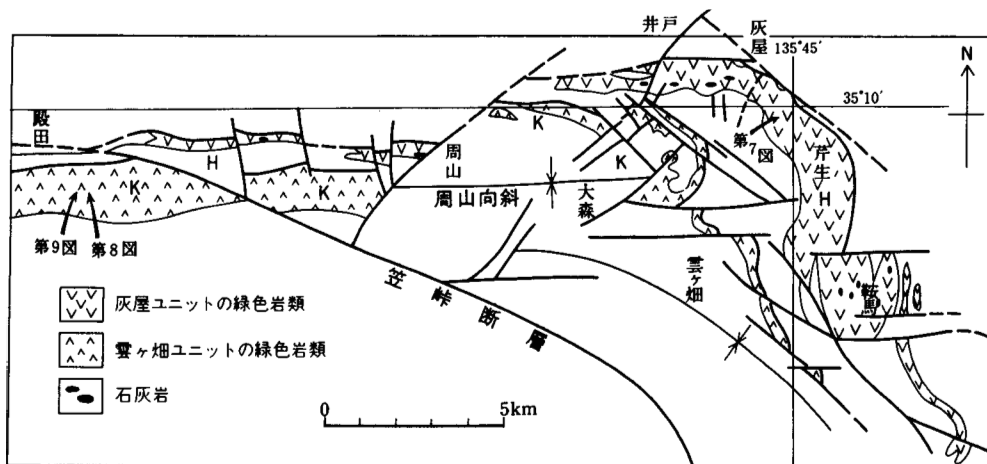 井戸
灰屋
135°45′
N
35°10′
殿田
H
K
K
周山
周山向斜
K
K
大森
第7図
芹生
H
第9図
第8図
雲ヶ畑
鞍馬
笠峠断層
灰屋ユニットの緑色岩類
雲ヶ畑ユニットの緑色岩類
石灰岩
0
5km